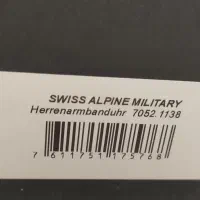 SWISS ALPINE MILITARY
Herrenarmbanduhr 7052.1138
7 611751 175768